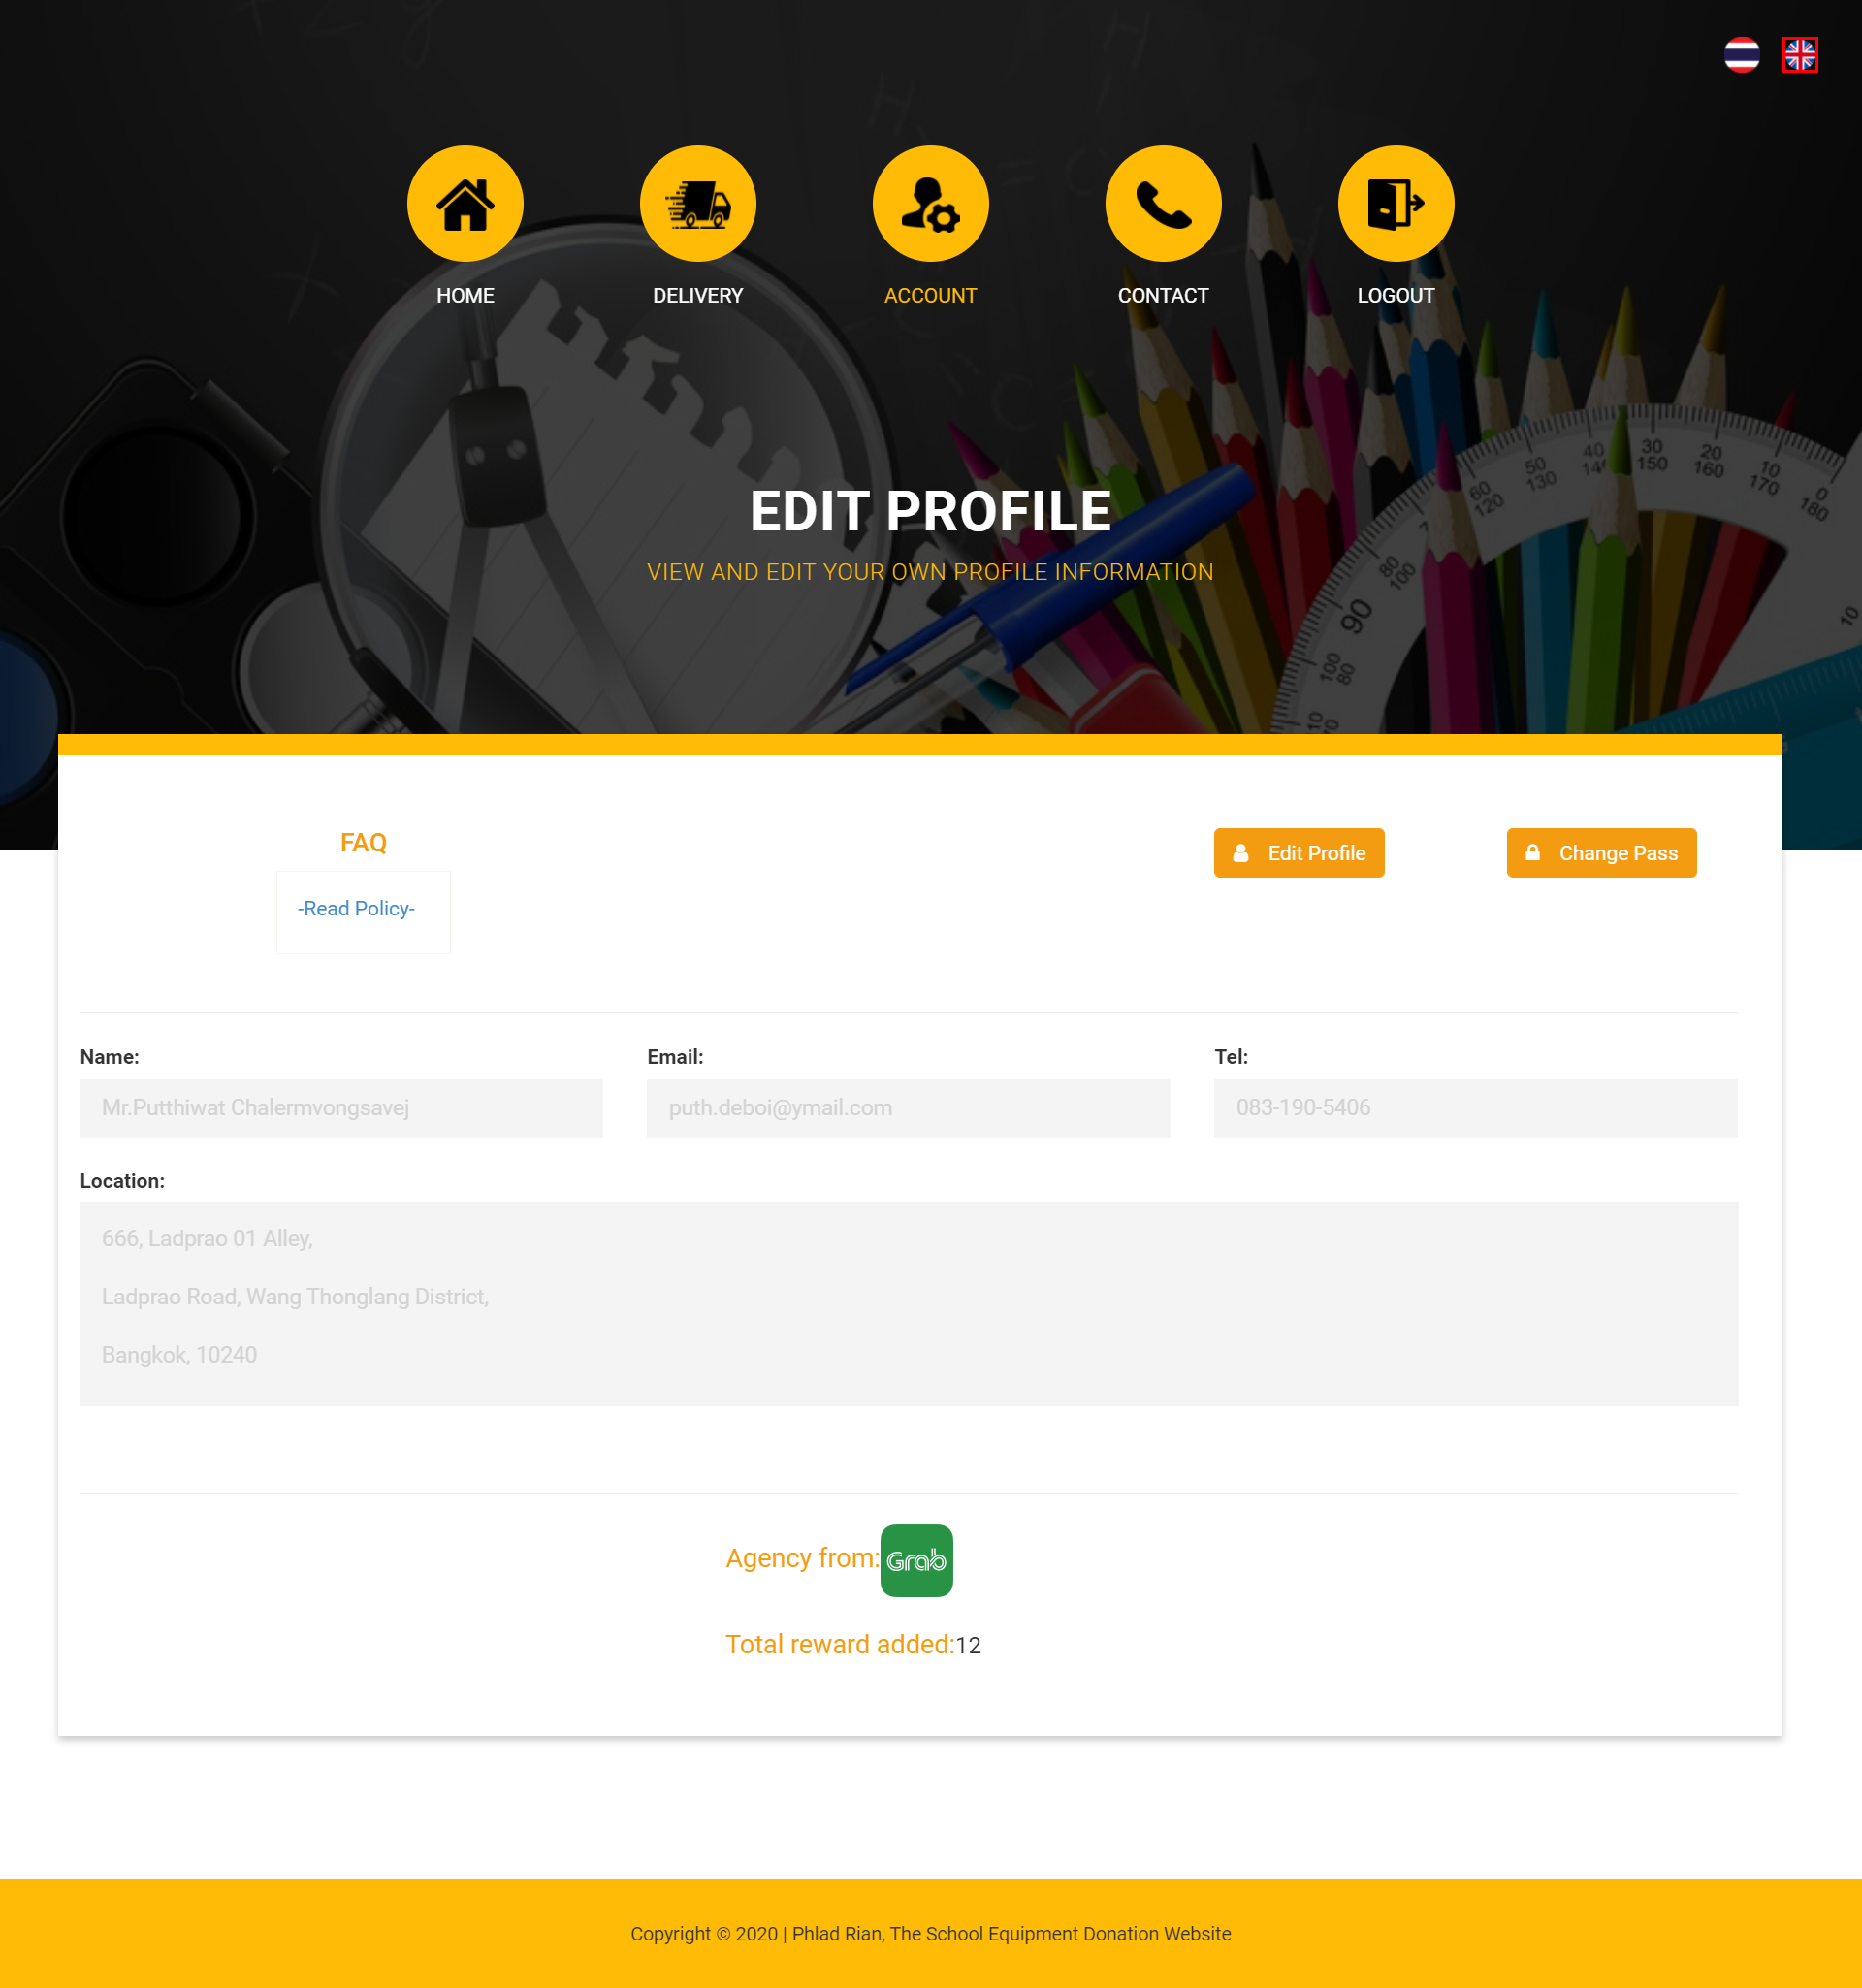 HOME
DELIVERY
ACCOUNT
CONTACT
LOGOUT
EDIT PROFILE
VIEW AND EDIT YOUR OWN PROFILE INFORMATION
FAQ
-Read Policy-
Edit Profile
Change Pass
Name:
Email:
Tel:
Mr.Putthiwat Chalermvongsavej
puth.deboi@ymail.com
083-190-5406
Location:
666, Ladprao 01 Alley,
Ladprao Road, Wang Thonglang District,
Bangkok, 10240
Agency from: Grab
Total reward added:12
Copyright © 2020 | Phlad Rian, The School Equipment Donation Website